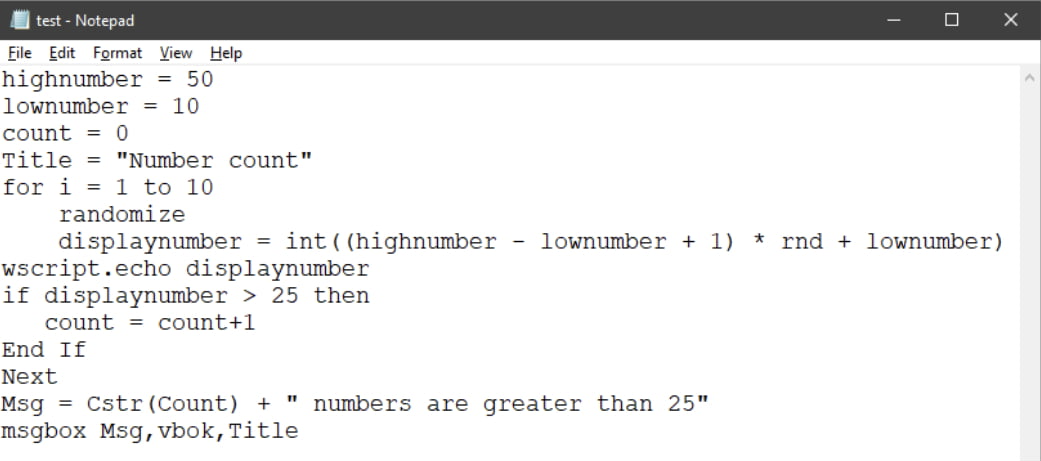 test - Notepad
File Edit Format View Help
highnumber = 50
lownumber = 10
count = 0
Title = "Number count"
for i = 1 to 10
    randomize
    displaynumber = int((highnumber - lownumber + 1) * rnd + lownumber)
wscript.echo displaynumber
if displaynumber > 25 then
   count = count+1
End If
Next
Msg = Cstr(Count) + " numbers are greater than 25"
msgbox Msg,vbok,Title